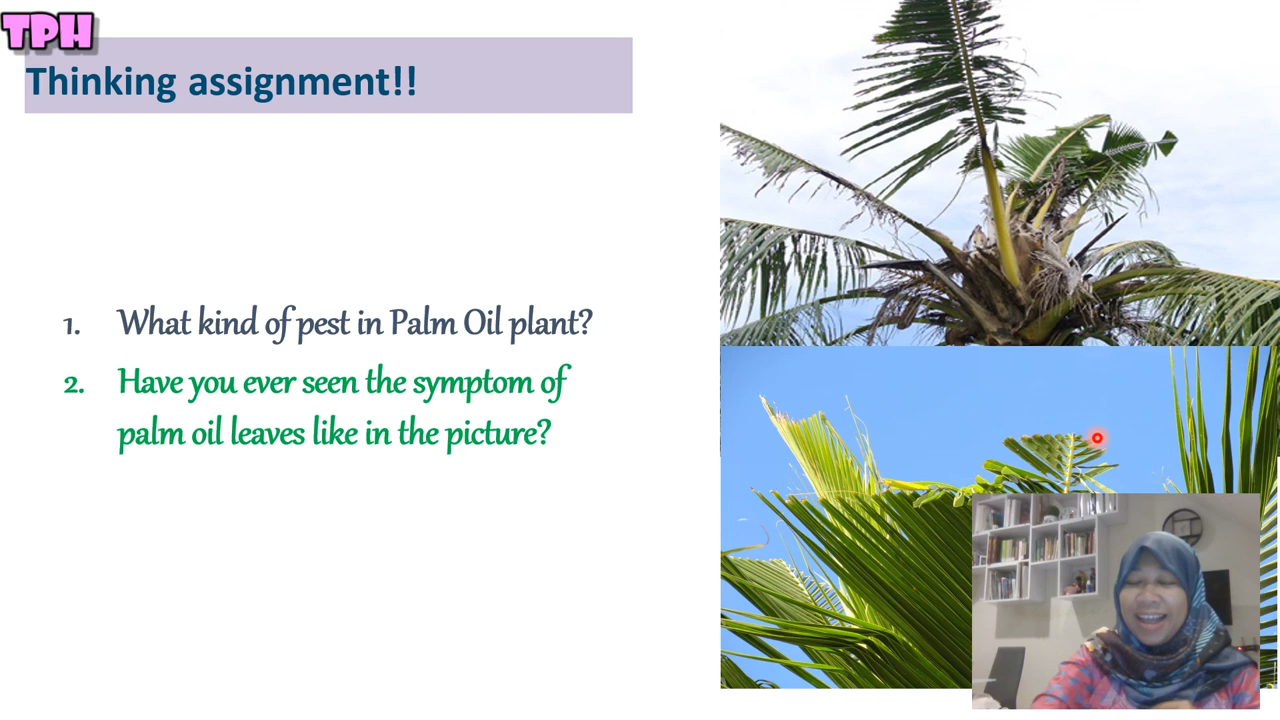 TPH
Thinking assignment!!
1. What kind of pest in Palm Oil plant?
2. Have you ever seen the symptom of
palm oil leaves like in the picture?